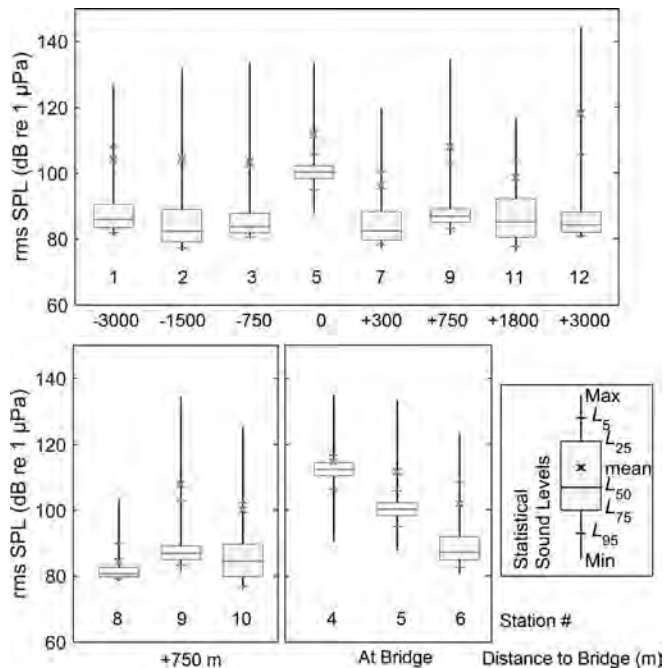 rms SPL (dB re 1 µPa)
140
120
100
80
60
1 2 3 5 7 9 11 12
-3000 -1500 -750 0 +300 +750 +1800 +3000
rms SPL (dB re 1 µPa)
140
120
100
80
60
8 9 10
+750 m
4 5 6
At Bridge
Statistical
Sound Levels
Max
L5
L25
mean
L50
L75
L95
Min
Station #
Distance to Bridge (m)